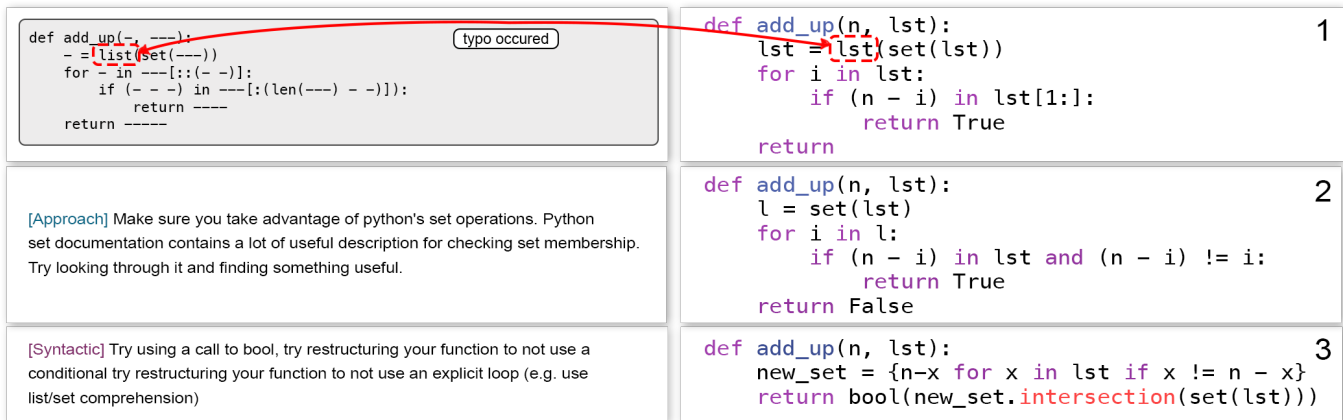 def add_up(-, ---):
- = list(set(---))
for - in ---[::(- -)]:
if (- - -) in ---[:(len(---) - -)]):
return ----
return -----
typo occured
def add_up(n, lst):
lst = lst(set(lst))
for i in lst:
if (n - i) in lst[1:]:
return True
return
1
[Approach] Make sure you take advantage of python's set operations. Python
set documentation contains a lot of useful description for checking set membership.
Try looking through it and finding something useful.
def add_up(n, lst):
l = set(lst)
for i in l:
if (n - i) in lst and (n - i) != i:
return True
return False
2
[Syntactic] Try using a call to bool, try restructuring your function to not use a
conditional try restructuring your function to not use an explicit loop (e.g. use
list/set comprehension)
def add_up(n, lst):
new_set = {n-x for x in lst if x != n - x}
return bool(new_set.intersection(set(lst)))
3